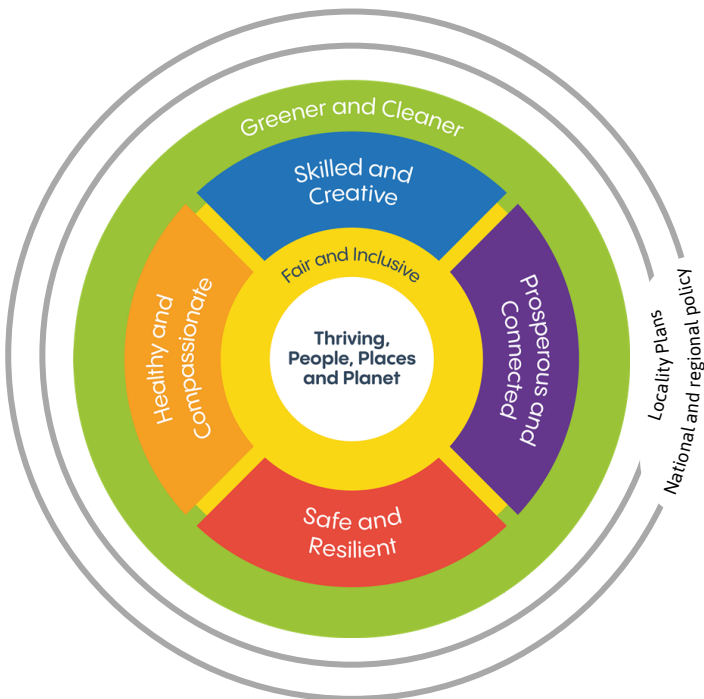 Greener and Cleaner
Skilled and
Creative
Fair and Inclusive
Healthy and
Compassionate
Thriving,
People, Places
and Planet
Prosperous and
Connected
Safe and
Resilient
Locality Plans
National and regional policy